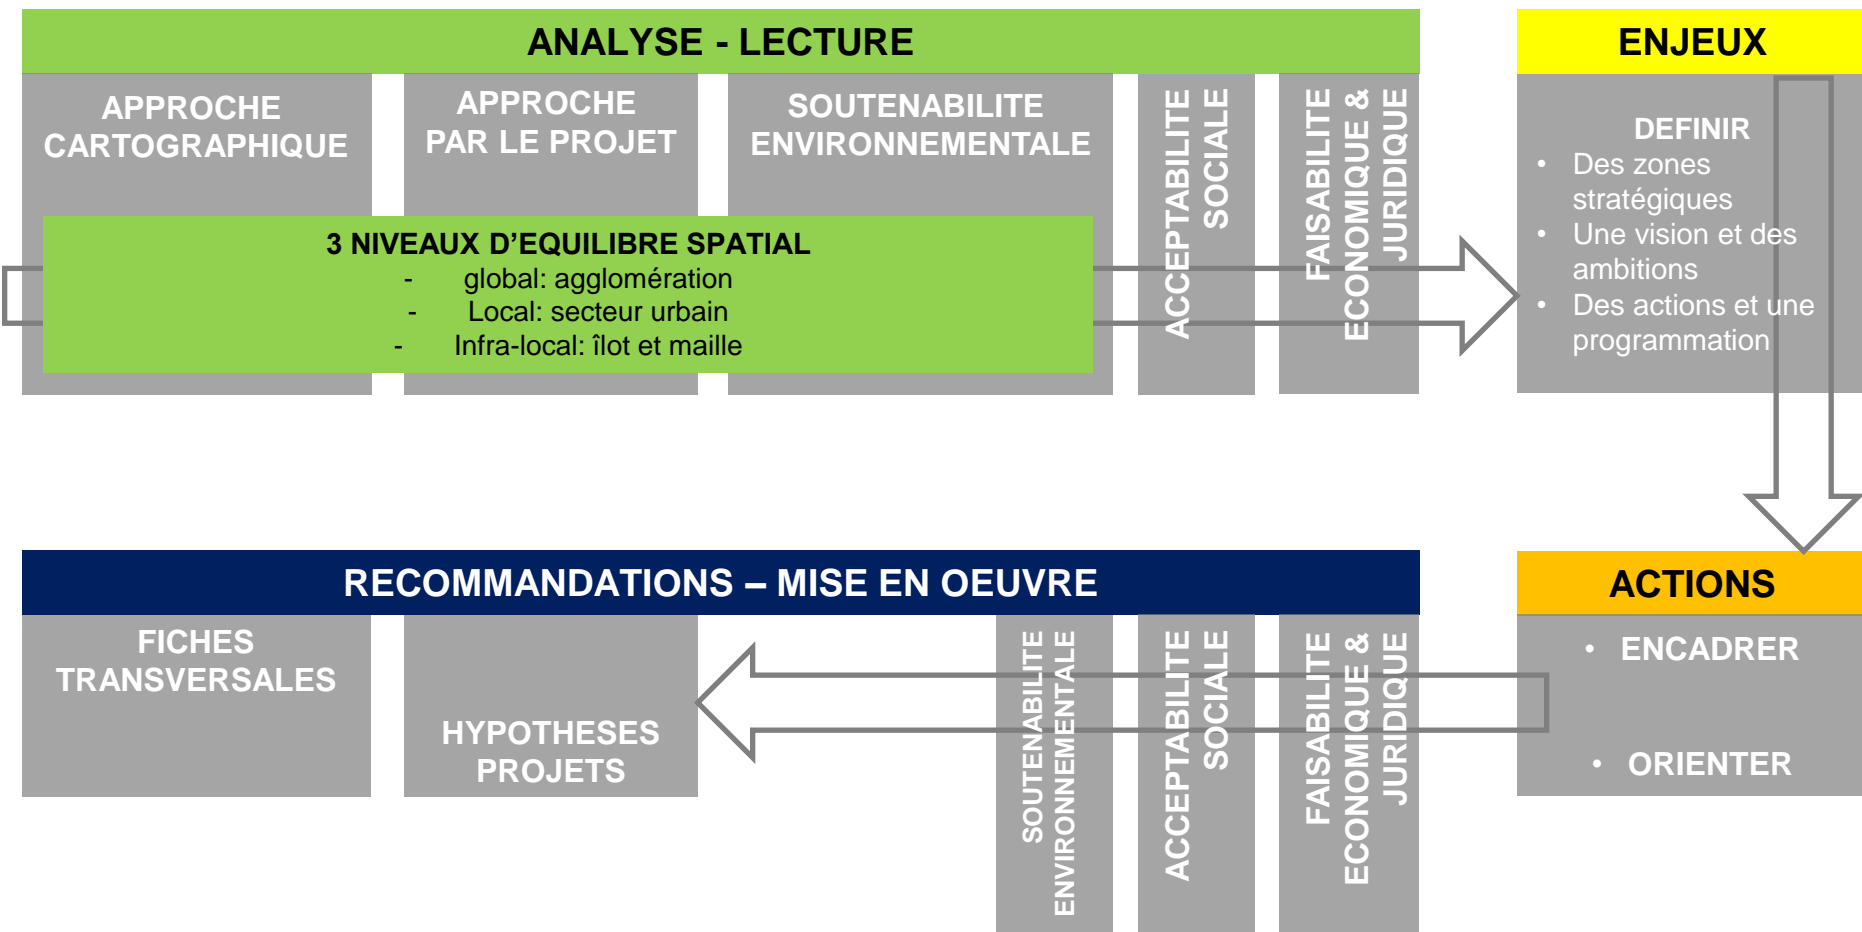 ANALYSE - LECTURE
APPROCHE
CARTOGRAPHIQUE
APPROCHE
PAR LE PROJET
SOUTENABILITE
ENVIRONNEMENTALE
ACCEPTABILITE
SOCIALE
FAISABILITE
ECONOMIQUE &
JURIDIQUE
3 NIVEAUX D'EQUILIBRE SPATIAL
- global: agglomération
- Local: secteur urbain
- Infra-local: îlot et maille
ENJEUX
DEFINIR
• Des zones
stratégiques
• Une vision et des
ambitions
• Des actions et une
programmation
RECOMMANDATIONS – MISE EN OEUVRE
FICHES
TRANSVERSALES
HYPOTHESES
PROJETS
SOUTENABILITE
ENVIRONNEMENTALE
ACCEPTABILITE
SOCIALE
FAISABILITE
ECONOMIQUE &
JURIDIQUE
ACTIONS
• ENCADRER
• ORIENTER